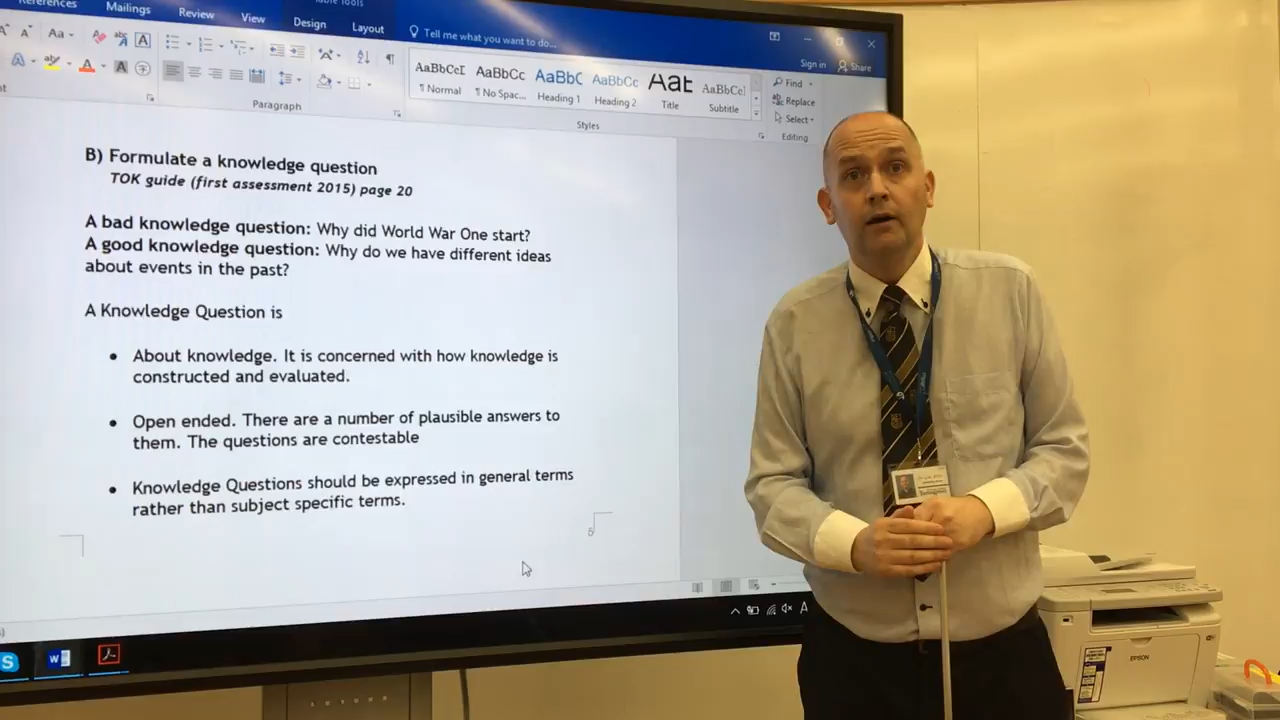 References Mailings Review View Design Layout Tell me what you want to do...
Sign in Share
Aa
AaBbCcI AaBbCc AaBbC AaBbCc AaB AaBbCcI
¶ Normal ¶ No Spac... Heading 1 Heading 2 Title Subtitle
Find
Replace
Select
Paragraph Styles Editing
B) Formulate a knowledge question
TOK guide (first assessment 2015) page 20
A bad knowledge question: Why did World War One start?
A good knowledge question: Why do we have different ideas
about events in the past?
A Knowledge Question is
• About knowledge. It is concerned with how knowledge is
constructed and evaluated.
• Open ended. There are a number of plausible answers to
them. The questions are contestable
• Knowledge Questions should be expressed in general terms
rather than subject specific terms.
EPSON